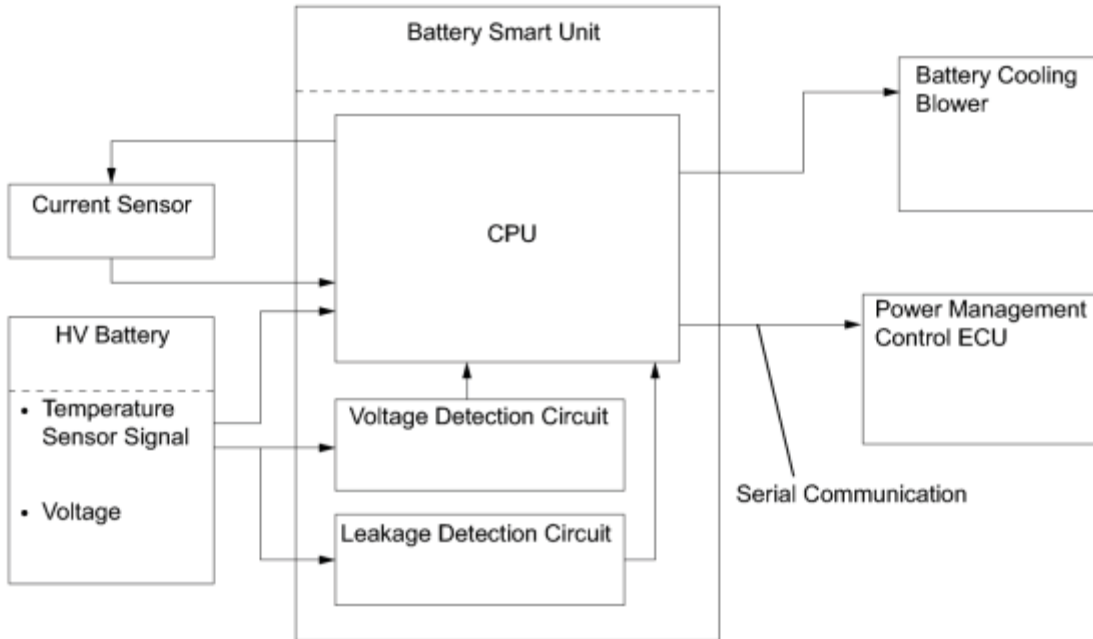 Battery Smart Unit
Battery Cooling
Blower
Current Sensor
CPU
HV Battery
Power Management
Control ECU
• Temperature
Sensor Signal
Voltage Detection Circuit
• Voltage
Serial Communication
Leakage Detection Circuit